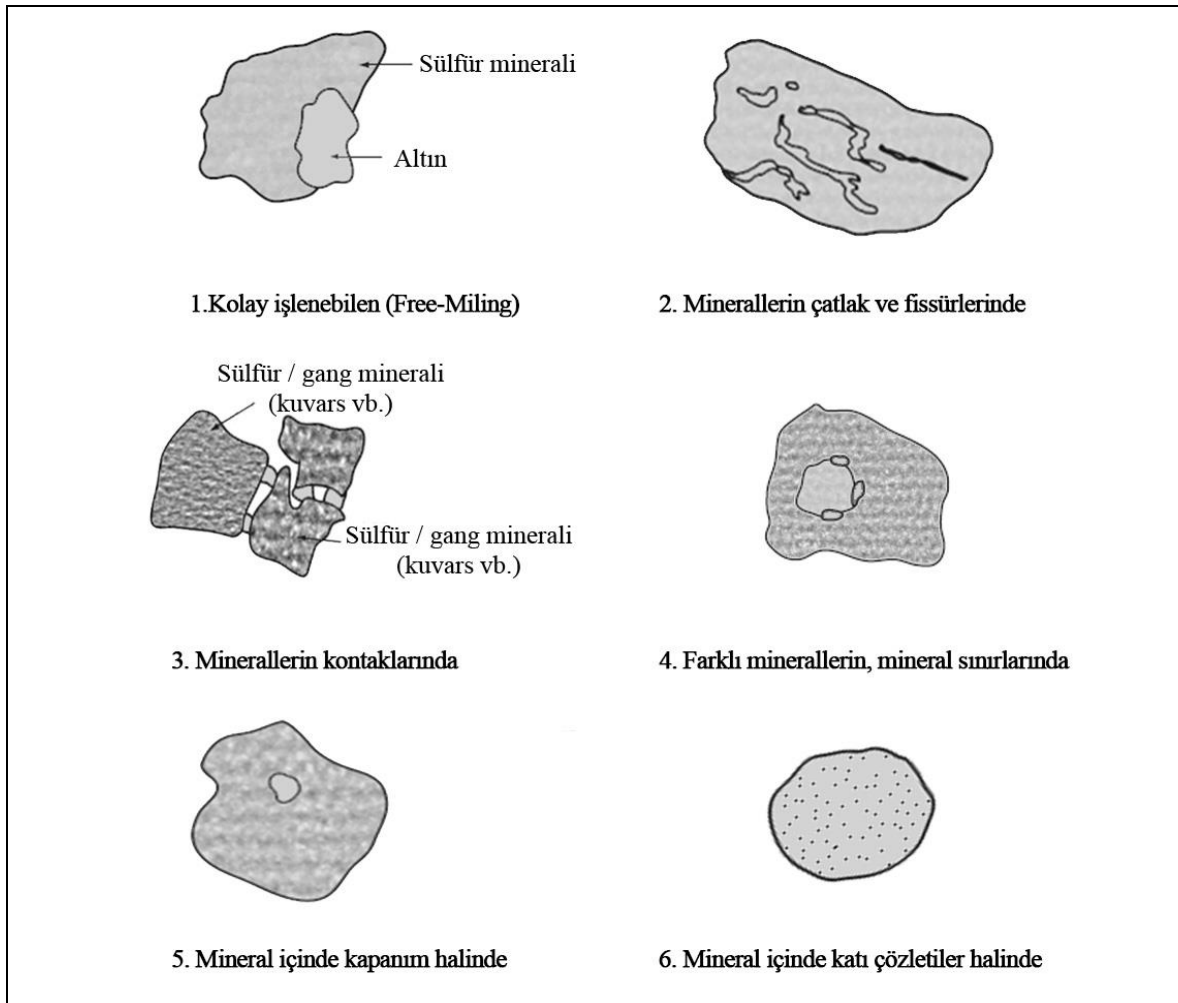 Sülfür minerali
Altın
1.Kolay işlenebilen (Free-Miling)
2. Minerallerin çatlak ve fissürlerinde
Sülfür / gang minerali
(kuvars vb.)
Sülfür / gang minerali
(kuvars vb.)
3. Minerallerin kontaklarında
4. Farklı minerallerin, mineral sınırlarında
5. Mineral içinde kapanım halinde
6. Mineral içinde katı çözletiler halinde